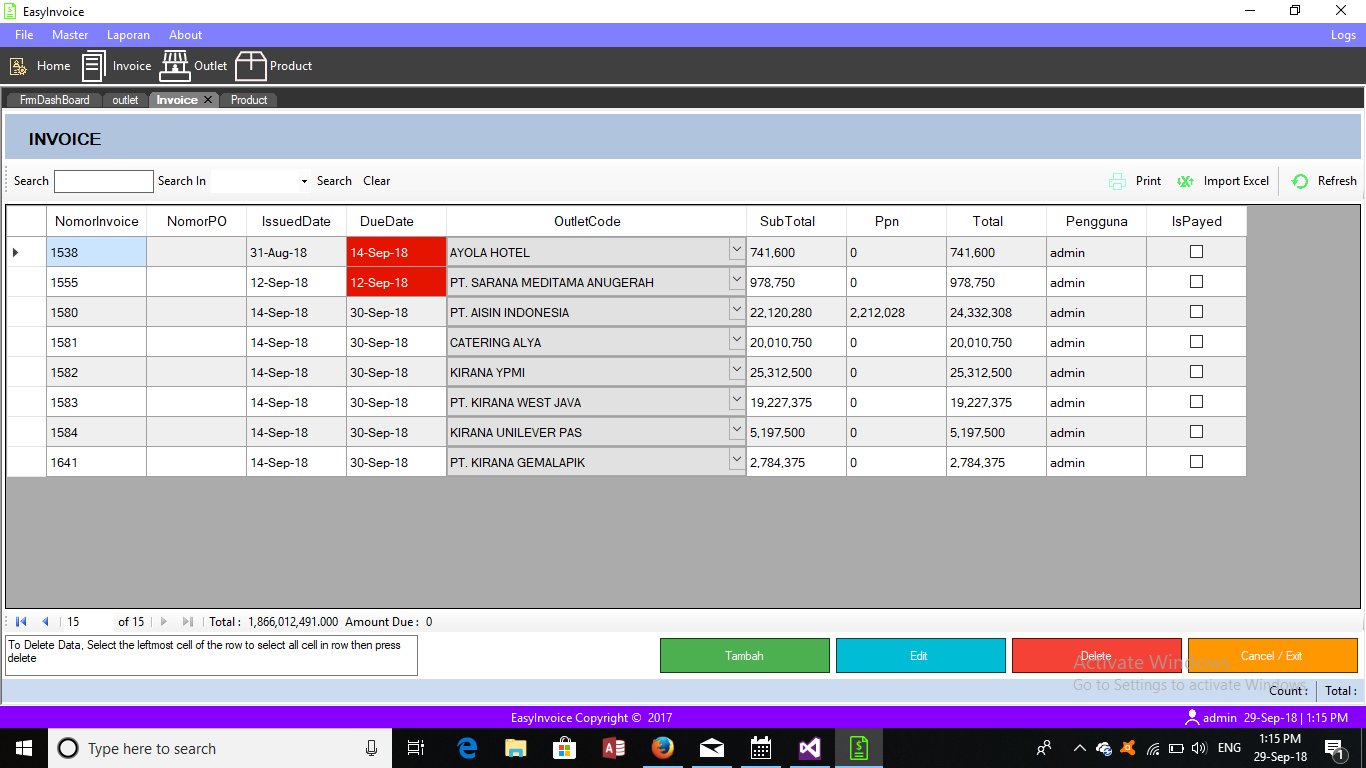 EasyInvoice
File Master Laporan About Logs
Home Invoice Outlet Product
FrmDashBoard outlet Invoice Product
INVOICE
Search Search In Search Clear Print Import Excel Refresh
NomorInvoice NomorPO IssuedDate DueDate OutletCode SubTotal Ppn Total Pengguna IsPayed
1538 31-Aug-18 14-Sep-18 AYOLA HOTEL 741,600 0 741,600 admin
1555 12-Sep-18 12-Sep-18 PT. SARANA MEDITAMA ANUGERAH 978,750 0 978,750 admin
1580 14-Sep-18 30-Sep-18 PT. AISIN INDONESIA 22,120,280 2,212,028 24,332,308 admin
1581 14-Sep-18 30-Sep-18 CATERING ALYA 20,010,750 0 20,010,750 admin
1582 14-Sep-18 30-Sep-18 KIRANA YPMI 25,312,500 0 25,312,500 admin
1583 14-Sep-18 30-Sep-18 PT. KIRANA WEST JAVA 19,227,375 0 19,227,375 admin
1584 14-Sep-18 30-Sep-18 KIRANA UNILEVER PAS 5,197,500 0 5,197,500 admin
1641 14-Sep-18 30-Sep-18 PT. KIRANA GEMALAPIK 2,784,375 0 2,784,375 admin
15 of 15 Total : 1,866,012,491.000 Amount Due : 0
To Delete Data, Select the leftmost cell of the row to select all cell in row then press
delete
Tambah Edit Delete Cancel / Exit
Activate Windows
Go to Settings to activate Windows.
Count : Total :
EasyInvoice Copyright © 2017 admin 29-Sep-18 | 1:15 PM
Type here to search ENG 1:15 PM
29-Sep-18 1